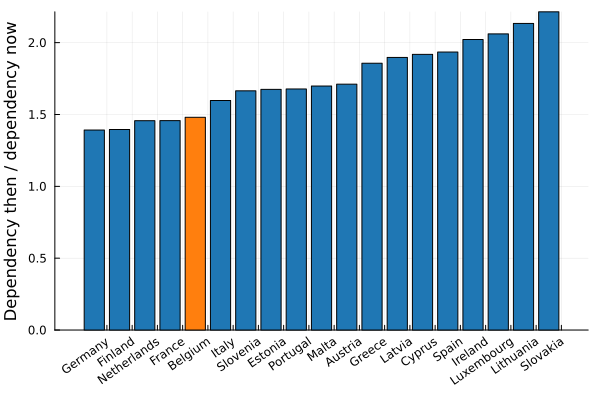 Dependency then / dependency now
2.0
1.5
1.0
0.5
0.0
Germany
Finland
Netherlands
France
Belgium
Italy
Slovenia
Estonia
Portugal
Malta
Austria
Greece
Latvia
Cyprus
Spain
Ireland
Luxembourg
Lithuania
Slovakia